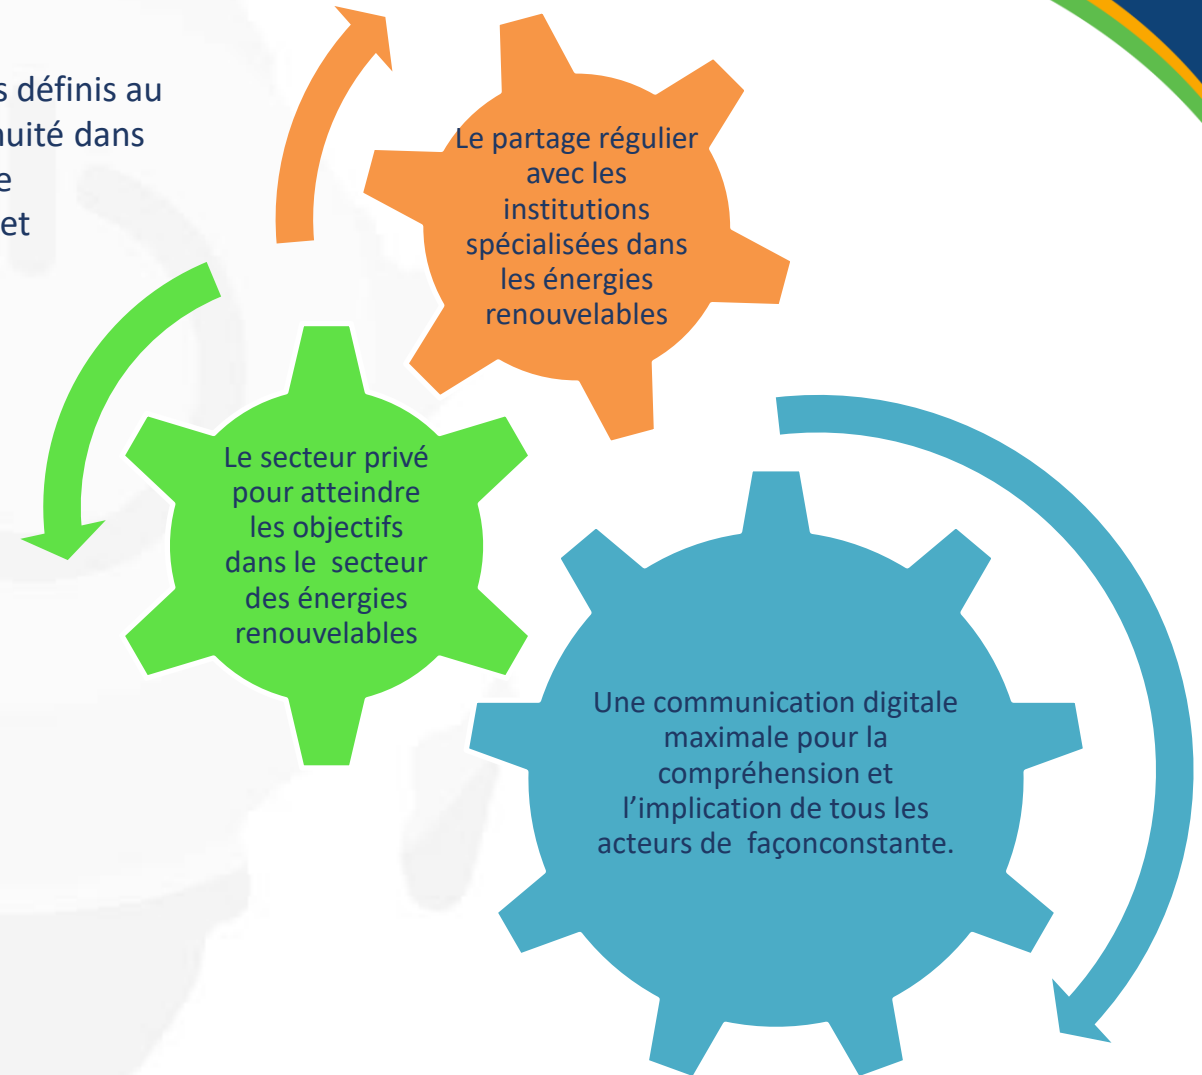 s définis au
nuité dans
e
et
Le partage régulier
avec les
institutions
spécialisées dans
les énergies
renouvelables
Le secteur privé
pour atteindre
les objectifs
dans le  secteur
des énergies
renouvelables
Une communication digitale
maximale pour la
compréhension et
l’implication de tous les
acteurs de  façonconstante.